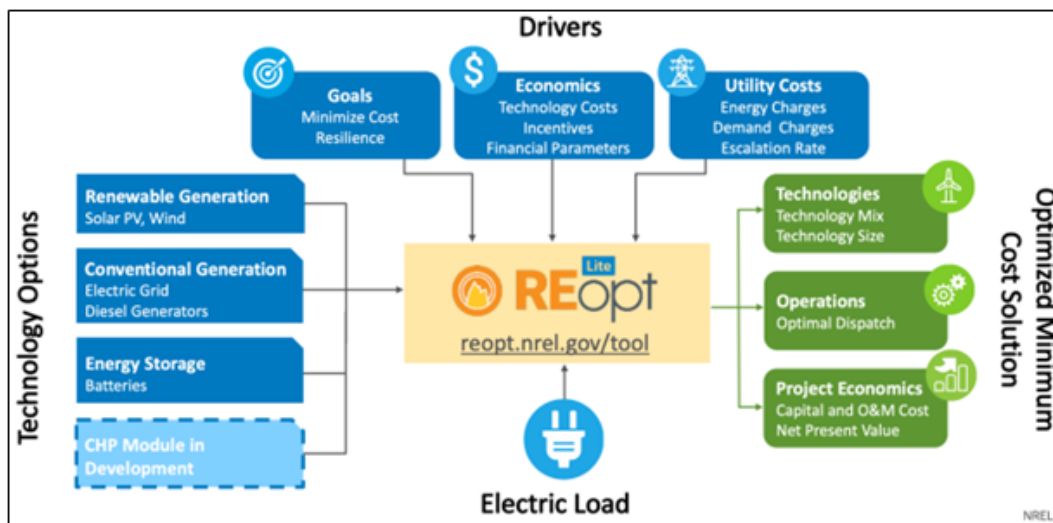 Drivers
Goals
Minimize Cost
Resilience
Economics
Technology Costs
Incentives
Financial Parameters
Utility Costs
Energy Charges
Demand Charges
Escalation Rate
Technology Options
Renewable Generation
Solar PV, Wind
Conventional Generation
Electric Grid
Diesel Generators
Energy Storage
Batteries
CHP Module in
Development
Lite
REopt
reopt.nrel.gov/tool
Electric Load
Technologies
Technology Mix
Technology Size
Operations
Optimal Dispatch
Project Economics
Capital and O&M Cost
Net Present Value
Optimized Minimum
Cost Solution
NREL